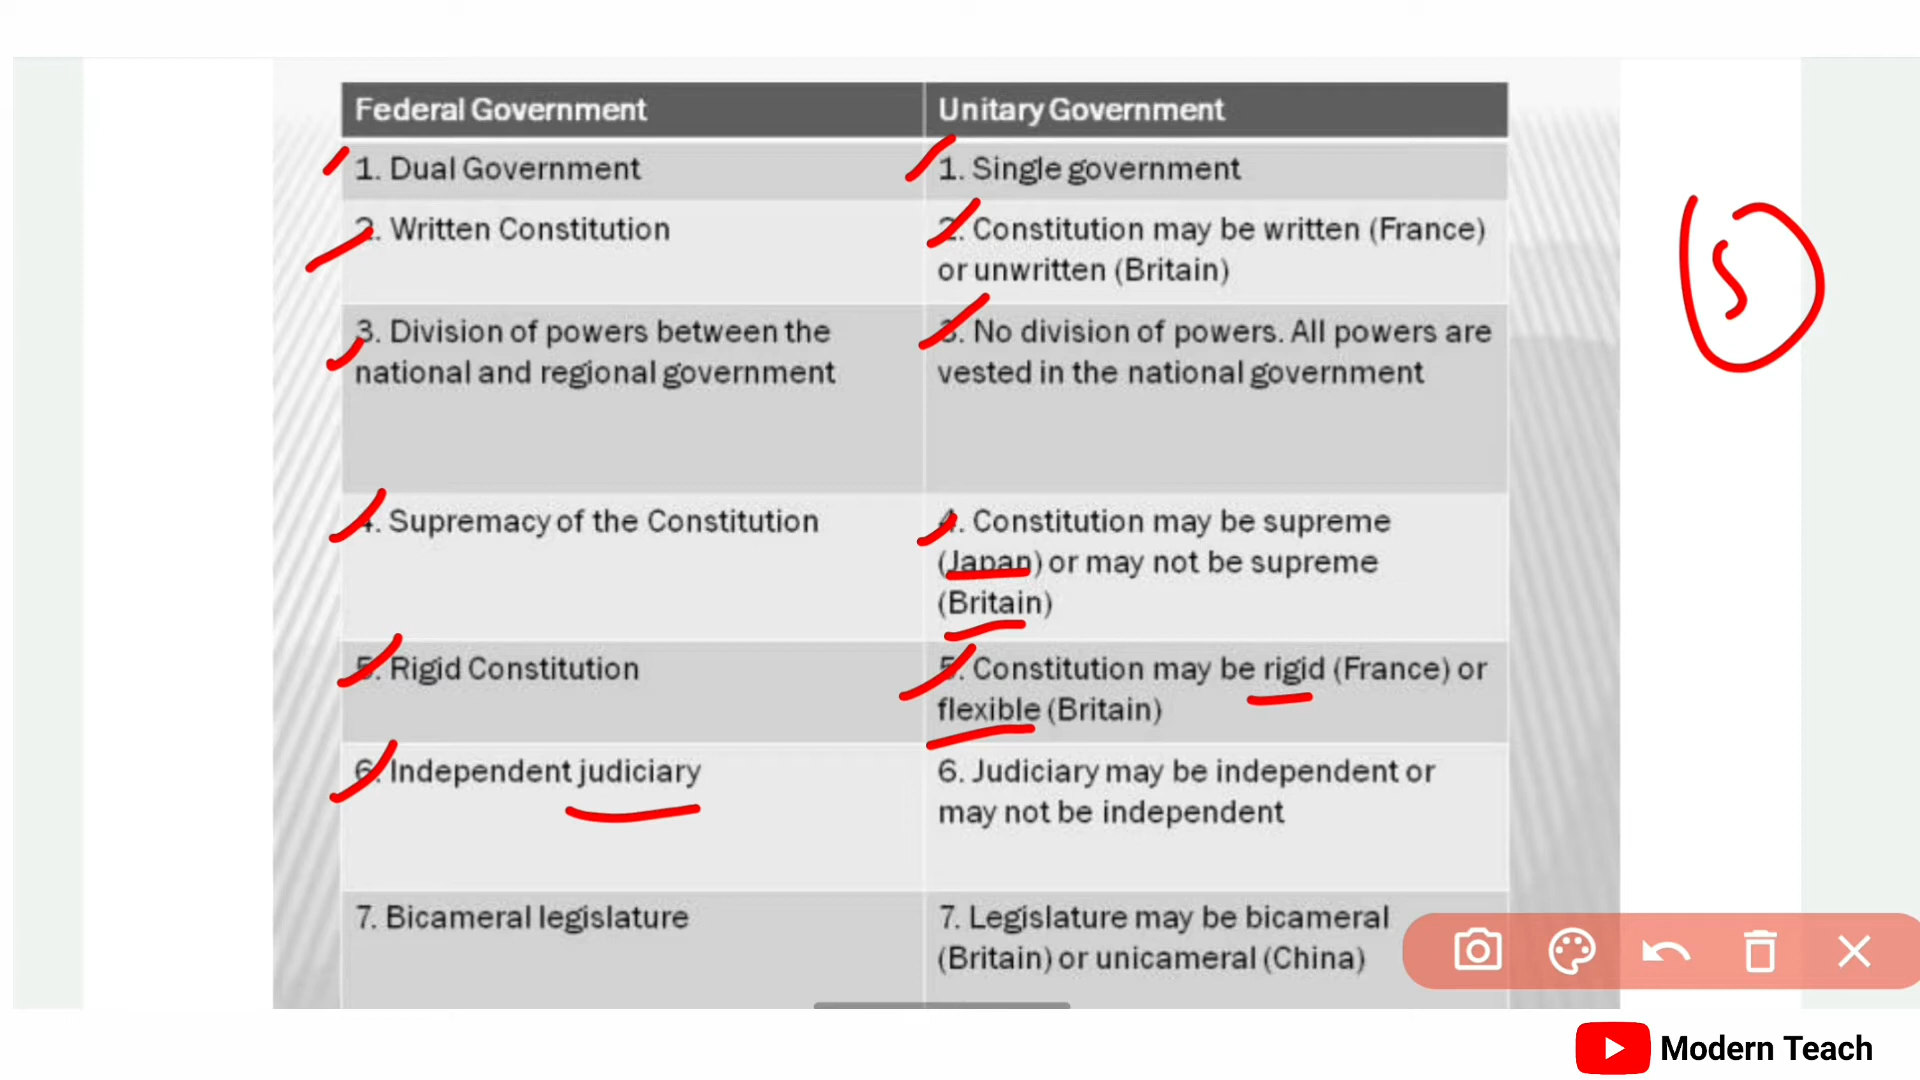 Federal Government
Unitary Government
1. Dual Government
1. Single government
2. Written Constitution
2. Constitution may be written (France)
or unwritten (Britain)
3. Division of powers between the
national and regional government
3. No division of powers. All powers are
vested in the national government
4. Supremacy of the Constitution
4. Constitution may be supreme
(Japan) or may not be supreme
(Britain)
5. Rigid Constitution
5. Constitution may be rigid (France) or
flexible (Britain)
6. Independent judiciary
6. Judiciary may be independent or
may not be independent
7. Bicameral legislature
7. Legislature may be bicameral
(Britain) or unicameral (China)
Modern Teach